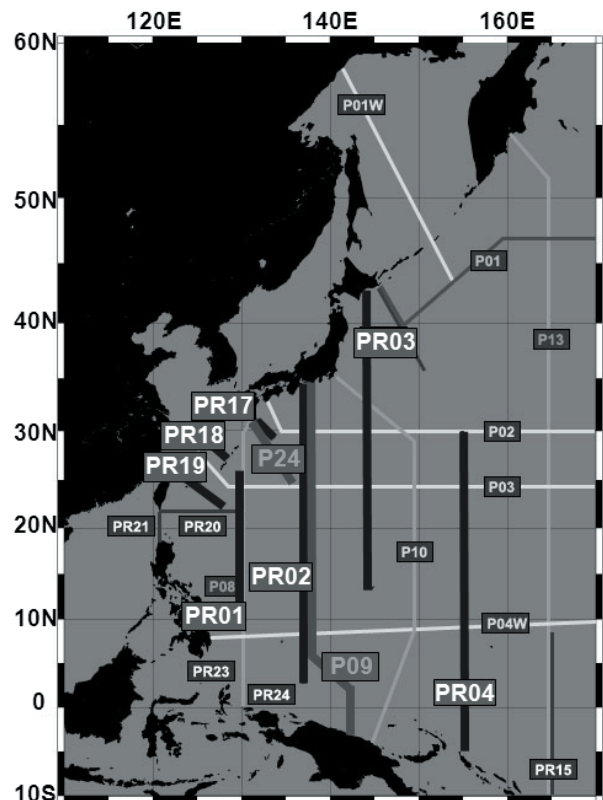 120E 140E 160E
60N
P01W
50N
P01
40N
PR03
P13
PR17
30N
PR18
P02
P24
PR19
P03
20N
PR21
PR20
P10
PR02
P08
10N
PR01
P04W
PR23
P09
PR24
PR04
0
PR15
10S